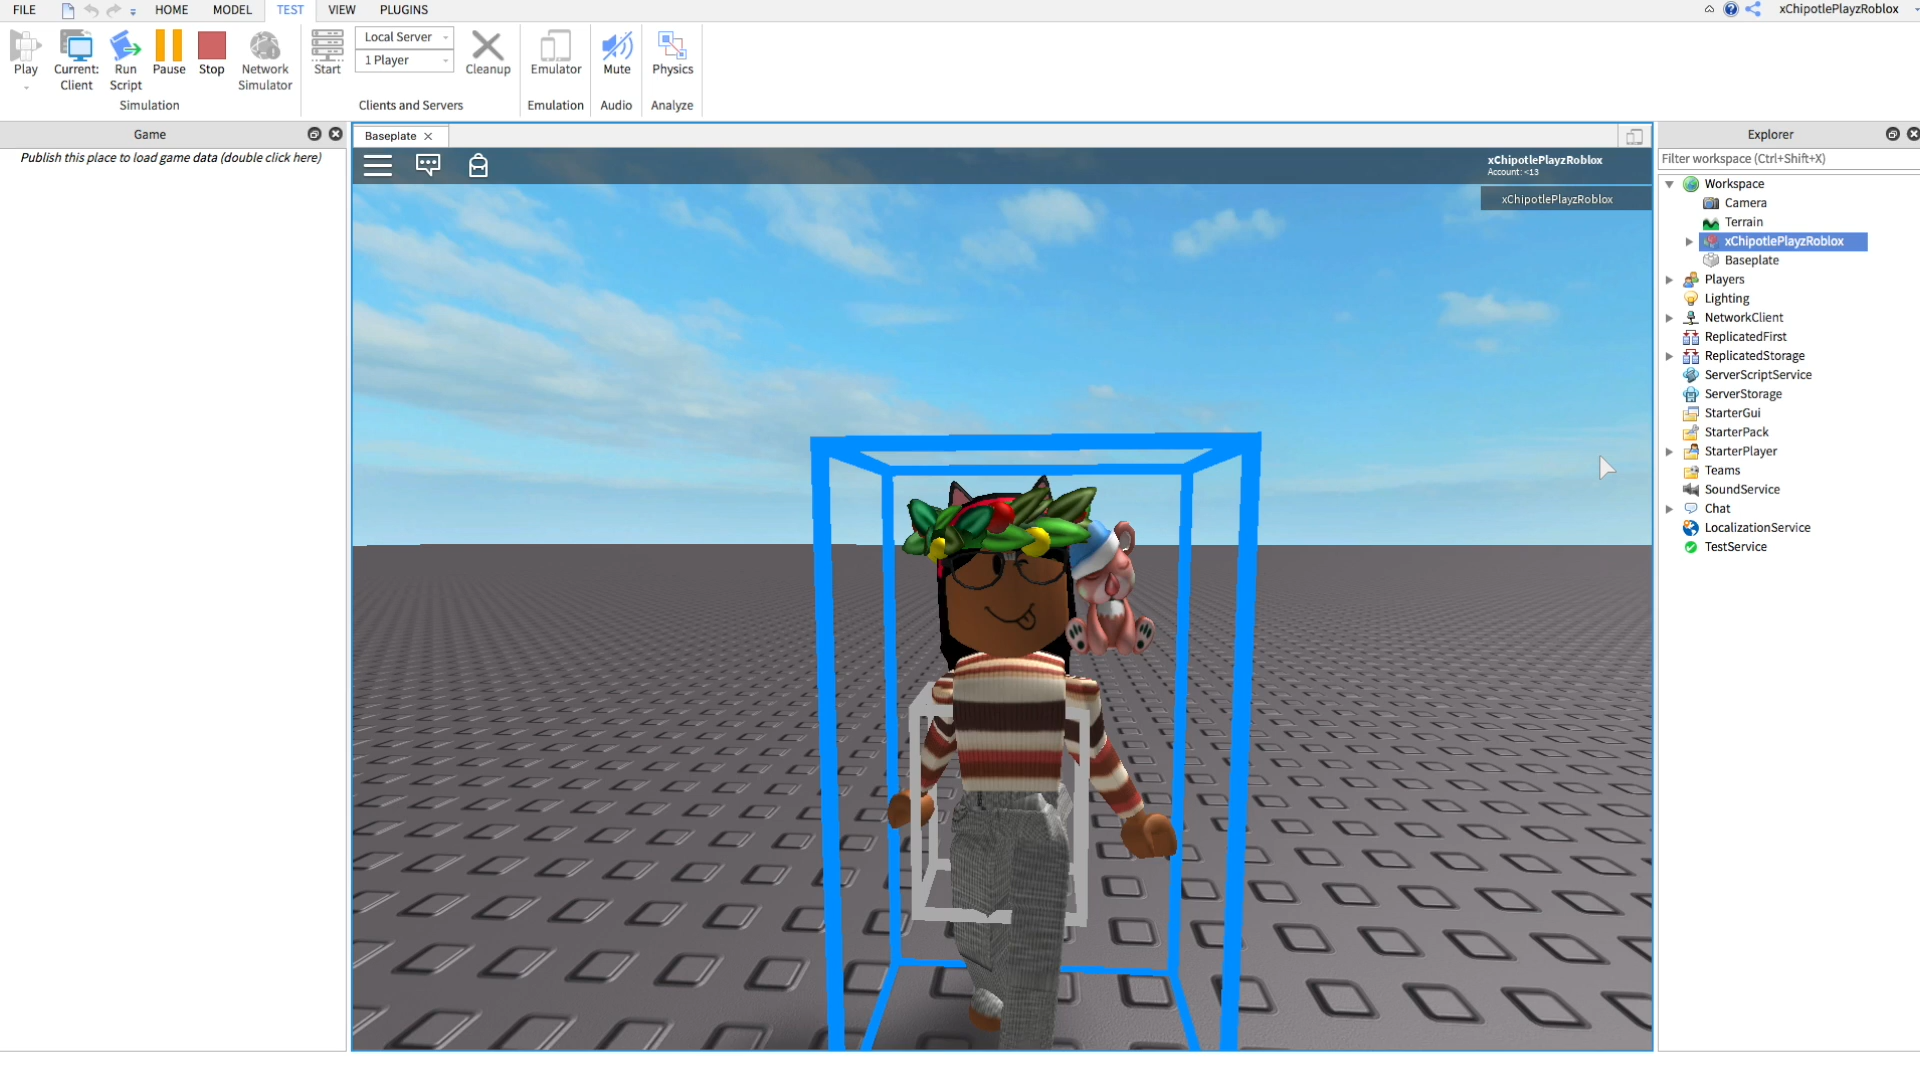 FILE HOME MODEL TEST VIEW PLUGINS xChipotlePlayzRoblox
Play Current: Client Run Script Pause Stop Network Simulator
Simulation
Start Local Server 1 Player Cleanup
Clients and Servers
Emulator
Emulation
Mute
Audio
Physics
Analyze
Game
Publish this place to load game data (double click here)
Baseplate
xChipotlePlayzRoblox
Account: <13
xChipotlePlayzRoblox
Explorer
Filter workspace (Ctrl+Shift+X)
Workspace
Camera
Terrain
xChipotlePlayzRoblox
Baseplate
Players
Lighting
NetworkClient
ReplicatedFirst
ReplicatedStorage
ServerScriptService
ServerStorage
StarterGui
StarterPack
StarterPlayer
Teams
SoundService
Chat
LocalizationService
TestService